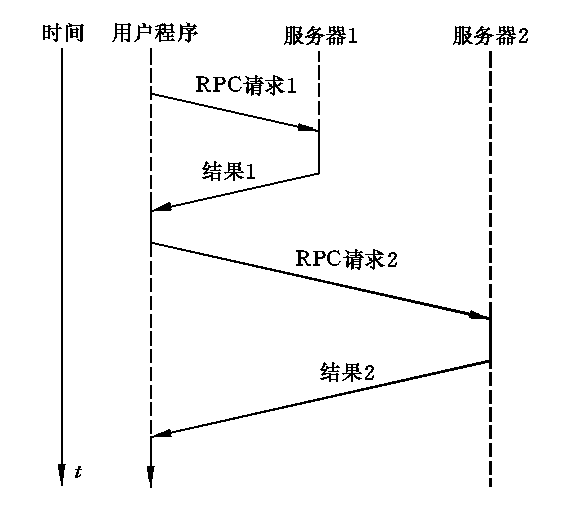 时间 用户程序 服务器1 服务器2
RPC请求1
结果1
RPC请求2
结果2
t